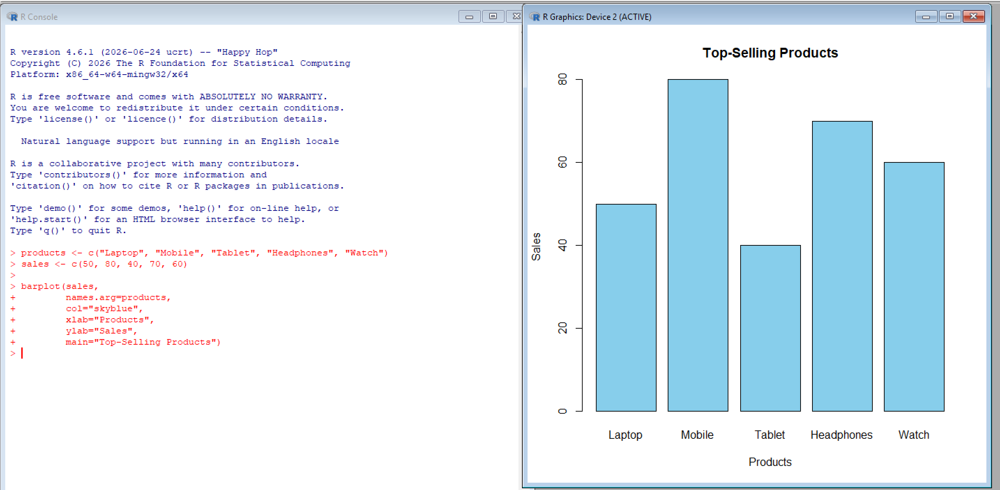 R Console
R version 4.6.1 (2026-06-24 ucrt) -- "Happy Hop"
Copyright (C) 2026 The R Foundation for Statistical Computing
Platform: x86_64-w64-mingw32/x64
R is free software and comes with ABSOLUTELY NO WARRANTY.
You are welcome to redistribute it under certain conditions.
Type 'license()' or 'licence()' for distribution details.
  Natural language support but running in an English locale
R is a collaborative project with many contributors.
Type 'contributors()' for more information and
'citation()' on how to cite R or R packages in publications.
Type 'demo()' for some demos, 'help()' for on-line help, or
'help.start()' for an HTML browser interface to help.
Type 'q()' to quit R.
> products <- c("Laptop", "Mobile", "Tablet", "Headphones", "Watch")
> sales <- c(50, 80, 40, 70, 60)
>
> barplot(sales,
+         names.arg=products,
+         col="skyblue",
+         xlab="Products",
+         ylab="Sales",
+         main="Top-Selling Products")
>
R Graphics: Device 2 (ACTIVE)
Top-Selling Products
80
60
40
20
0
Sales
Laptop Mobile Tablet Headphones Watch
Products